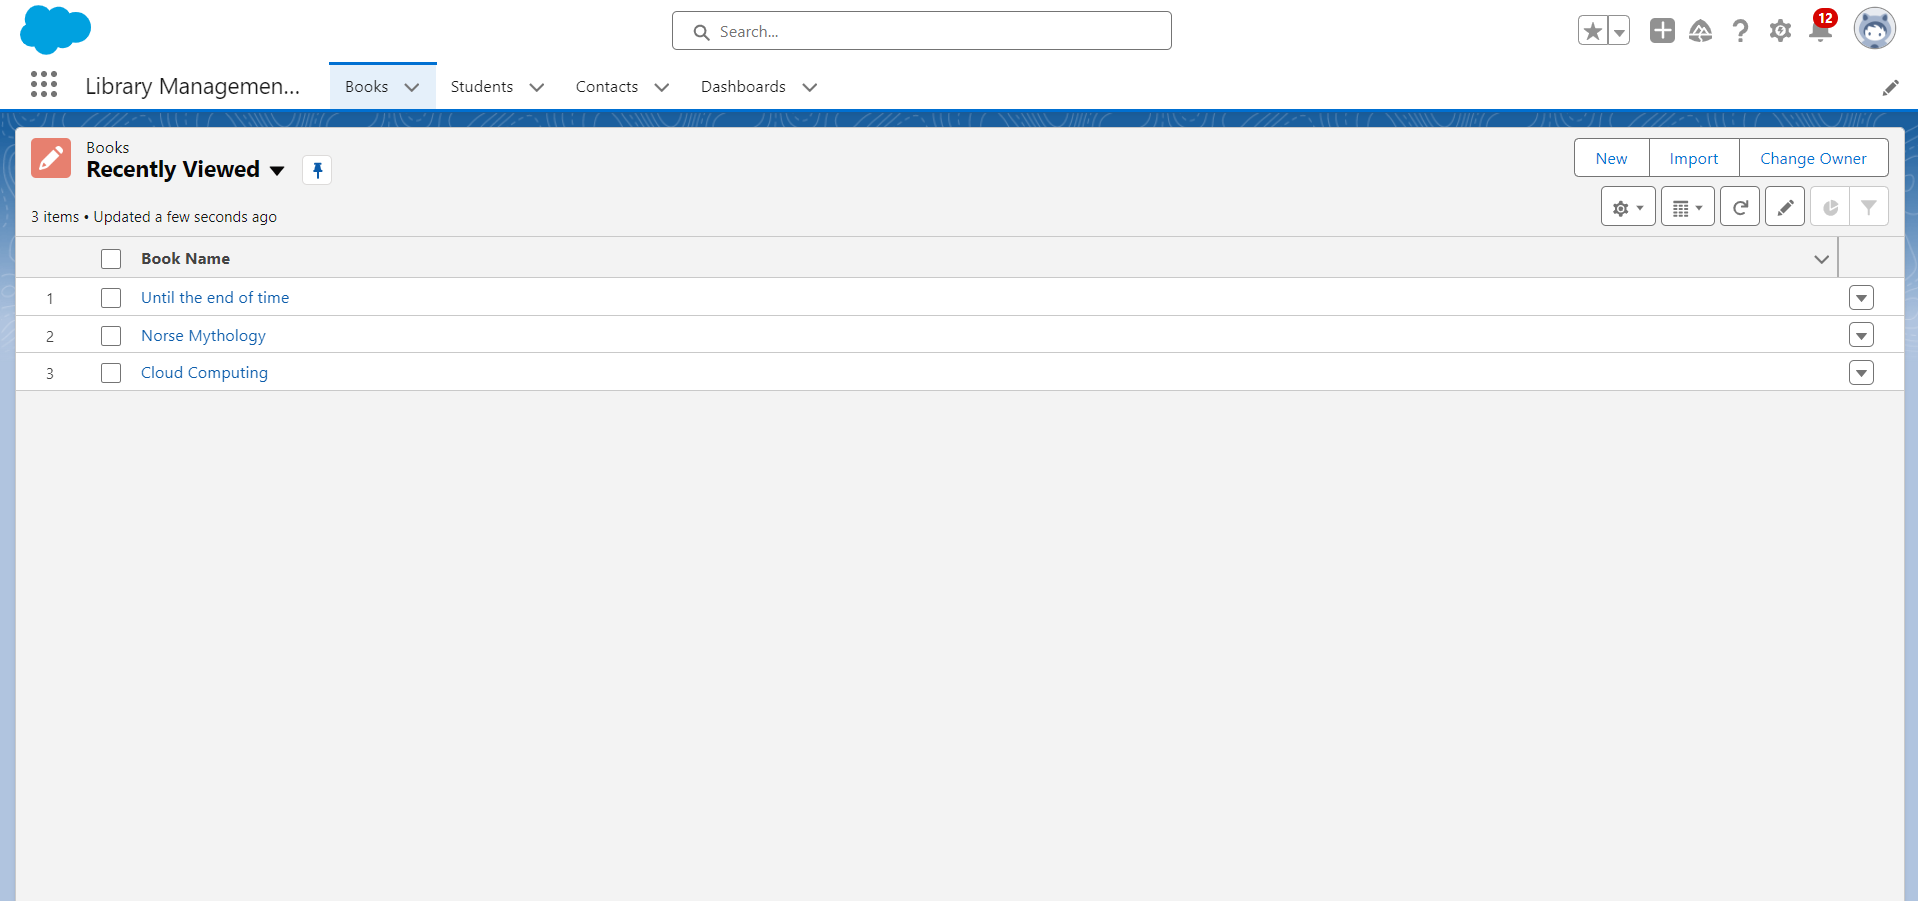 Search...
12
Library Managemen...
Books
Students
Contacts
Dashboards
Books
Recently Viewed
New
Import
Change Owner
3 items • Updated a few seconds ago
Book Name
1 Until the end of time
2 Norse Mythology
3 Cloud Computing